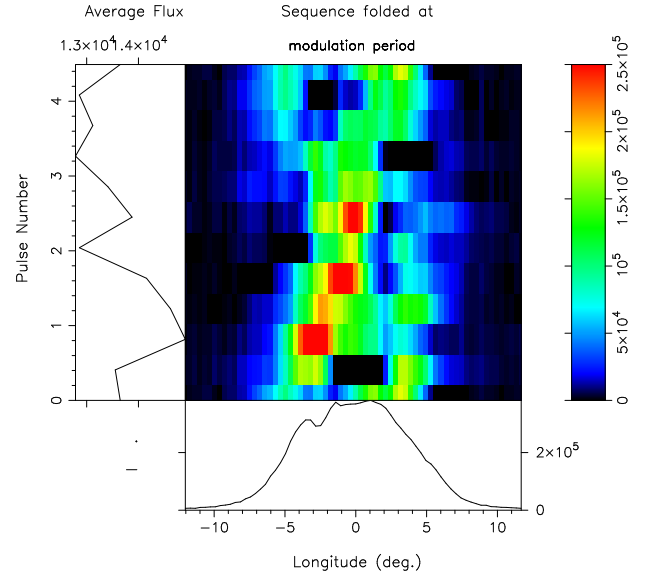 Average Flux
Sequence folded at
modulation period
1.3×10⁴ 1.4×10⁴
Pulse Number
4
3
2
1
0
2.5×10⁵
2×10⁵
1.5×10⁵
10⁵
5×10⁴
0
2×10⁵
0
−10 −5 0 5 10
Longitude (deg.)